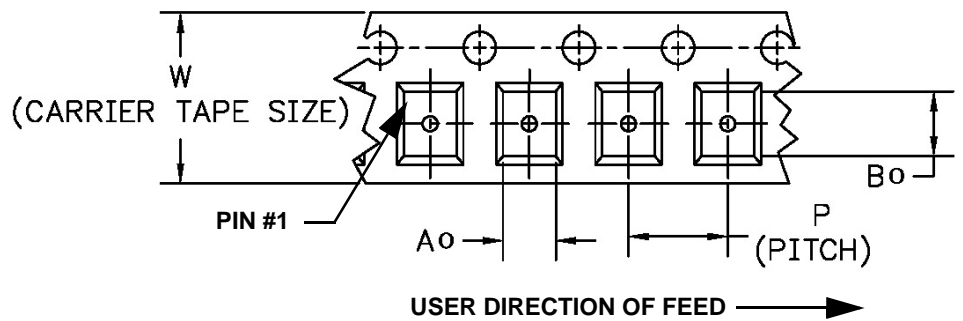 W
(CARRIER TAPE SIZE)
PIN #1
Ao
Bo
P
(PITCH)
USER DIRECTION OF FEED